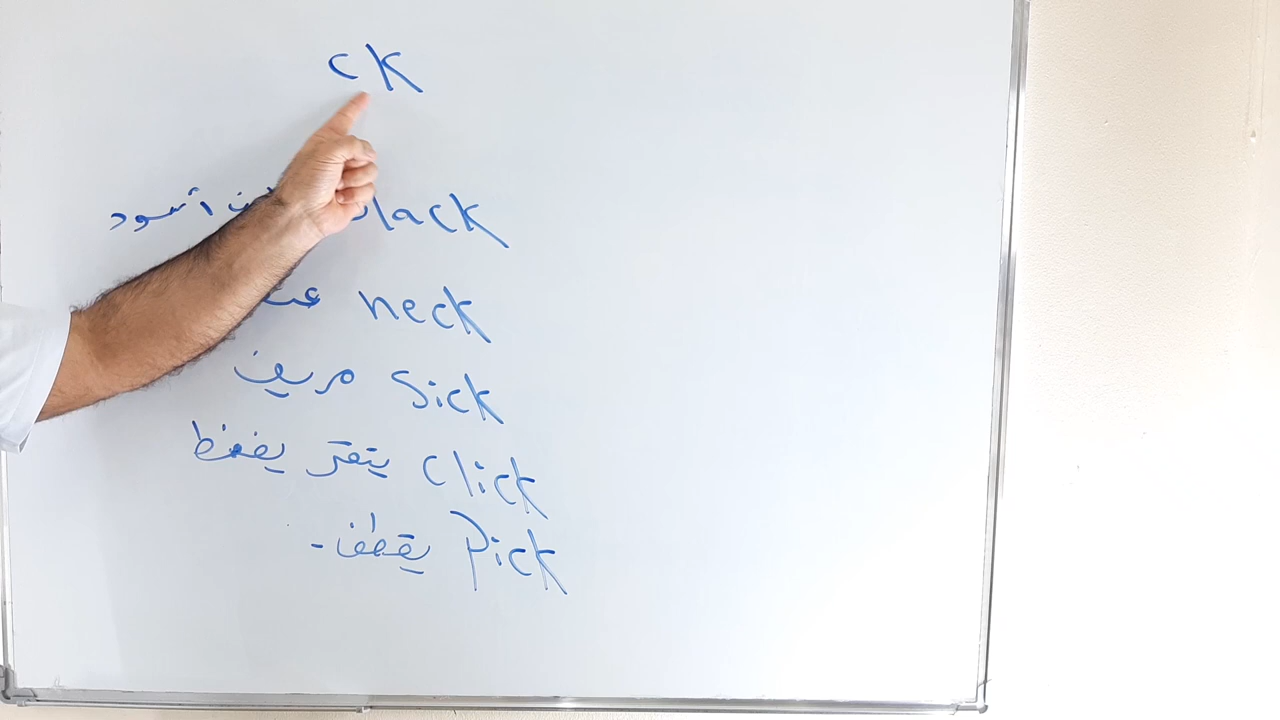 ck
black أسود
neck
sick مريض
click ينقر يضغط
pick يقطف -